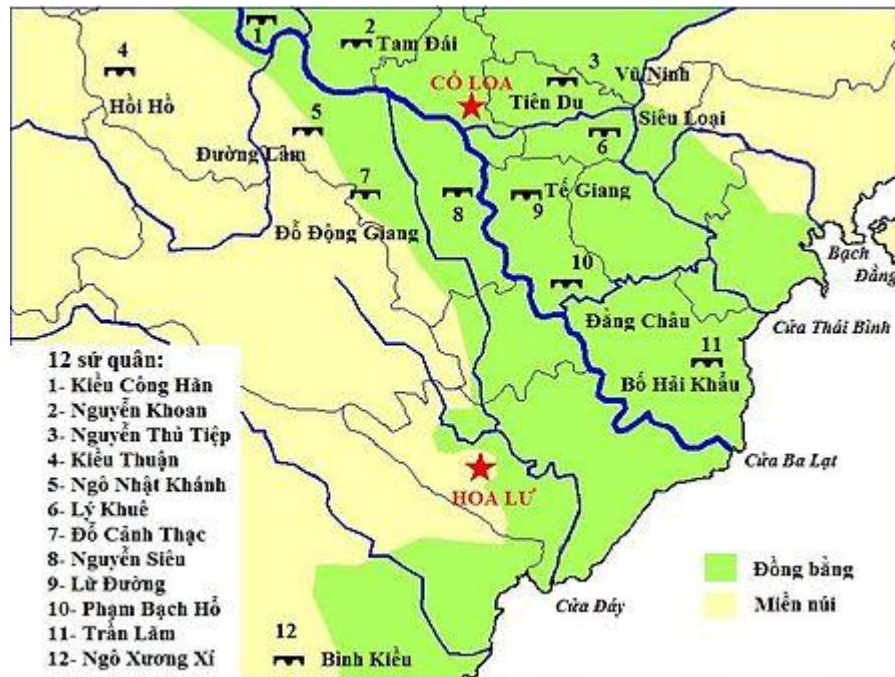 1
2
Tam Đái
3
4
Vũ Ninh
CỔ LOA
Tiên Du
Hồi Hồ
5
Siêu Loại
6
Đường Lâm
7
8
9
Tế Giang
Đỗ Động Giang
Bạch
Đằng
10
Đằng Châu
Cửa Thái Bình
11
Bố Hải Khẩu
Cửa Ba Lạt
HOA LƯ
Cửa Đáy
12
Bình Kiều
12 sứ quân:
1- Kiều Công Hãn
2- Nguyễn Khoan
3- Nguyễn Thủ Tiệp
4- Kiều Thuận
5- Ngô Nhật Khánh
6- Lý Khuê
7- Đỗ Cảnh Thạc
8- Nguyễn Siêu
9- Lữ Đường
10- Phạm Bạch Hổ
11- Trần Lãm
12- Ngô Xương Xí
Đồng bằng
Miền núi